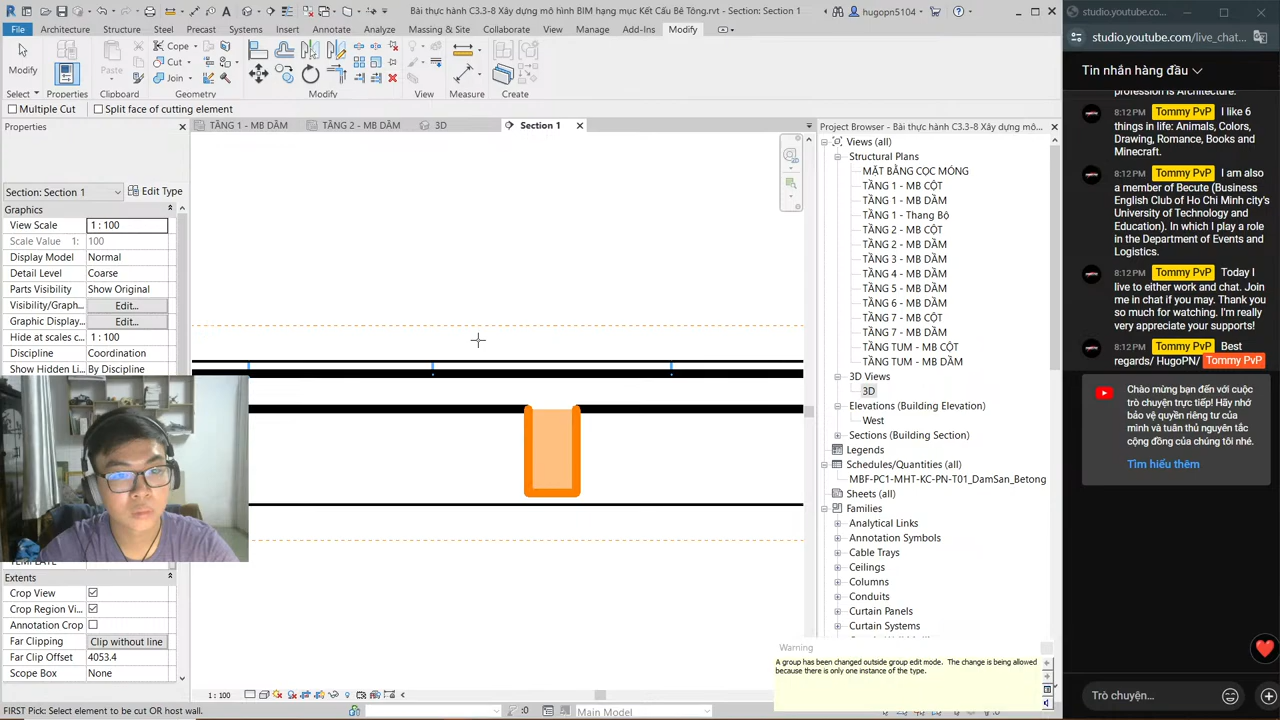 Bài thực hành C3.3-8 Xây dựng mô hình BIM hạng mục Kết Cấu Bê Tông.rvt - Section: Section 1
hugopn5104
File
Architecture
Structure
Steel
Precast
Systems
Insert
Annotate
Analyze
Massing & Site
Collaborate
View
Manage
Add-Ins
Modify
Modify
Select
Properties
Paste
Cope
Cut
Join
Clipboard
Geometry
Modify
View
Measure
Create
Multiple Cut
Split face of cutting element
Properties
TẦNG 1 - MB DẦM
TẦNG 2 - MB DẦM
3D
Section 1
Section: Section 1
Edit Type
Graphics
View Scale
1 : 100
Scale Value 1:
100
Display Model
Normal
Detail Level
Coarse
Parts Visibility
Show Original
Visibility/Graph...
Edit...
Graphic Display...
Edit...
Hide at scales c...
1 : 100
Discipline
Coordination
Show Hidden Li...
By Discipline
Extents
Crop View
Crop Region Vi...
Annotation Crop
Far Clipping
Clip without line
Far Clip Offset
4053.4
Scope Box
None
Project Browser - Bài thực hành C3.3-8 Xây dựng mô...
Views (all)
Structural Plans
MẶT BẰNG CỌC MÓNG
TẦNG 1 - MB CỘT
TẦNG 1 - MB DẦM
TẦNG 1 - Thang Bộ
TẦNG 2 - MB CỘT
TẦNG 2 - MB DẦM
TẦNG 3 - MB DẦM
TẦNG 4 - MB DẦM
TẦNG 5 - MB DẦM
TẦNG 6 - MB DẦM
TẦNG 7 - MB CỘT
TẦNG 7 - MB DẦM
TẦNG TUM - MB CỘT
TẦNG TUM - MB DẦM
3D Views
3D
Elevations (Building Elevation)
West
Sections (Building Section)
Legends
Schedules/Quantities (all)
MBF-PC1-MHT-KC-PN-T01_DamSan_Betong
Sheets (all)
Families
Analytical Links
Annotation Symbols
Cable Trays
Ceilings
Columns
Conduits
Curtain Panels
Curtain Systems
Warning
A group has been changed outside group edit mode. The change is being allowed
because there is only one instance of the type.
1 : 100
FIRST Pick: Select element to be cut OR host wall.
:0
Main Model
studio.youtube.co...
studio.youtube.com/live_chat...
Tin nhắn hàng đầu
profession is Architecture.
8:12 PM Tommy PvP I like 6
things in life: Animals, Colors,
Drawing, Romance, Books and
Minecraft.
8:12 PM Tommy PvP I am also
a member of Becute (Business
English Club of Ho Chi Minh city's
University of Technology and
Education). In which I play a role
in the Department of Events and
Logistics.
8:12 PM Tommy PvP Today I
live to either work and chat. Join
me in chat if you may. Thank you
so much for watching. I'm really
very appreciate your supports!
8:12 PM Tommy PvP Best
regards/ HugoPN/ Tommy PvP
Chào mừng bạn đến với cuộc
trò chuyện trực tiếp! Hãy nhớ
bảo vệ quyền riêng tư của
mình và tuân thủ nguyên tắc
cộng đồng của chúng tôi nhé.
Tìm hiểu thêm
Trò chuyện...